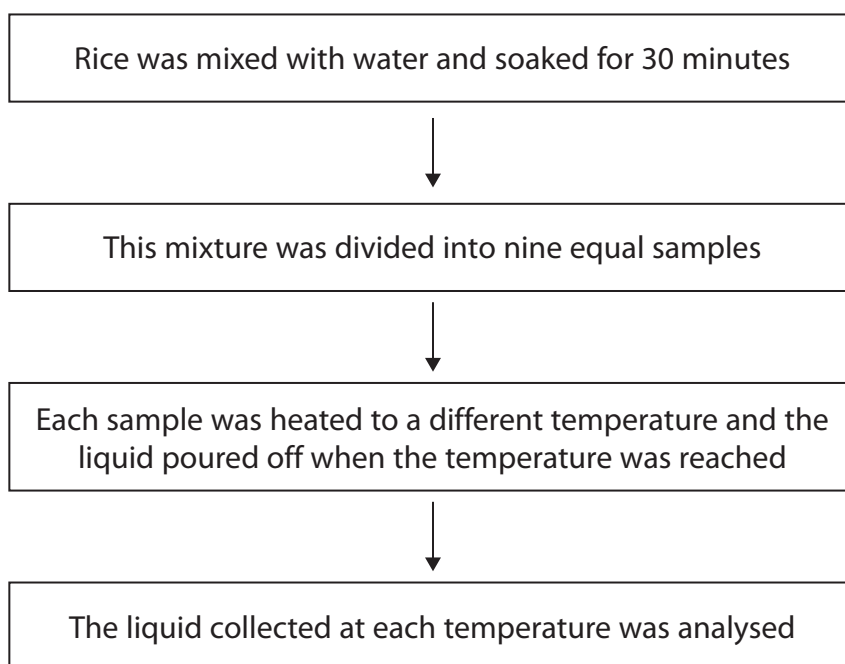 Rice was mixed with water and soaked for 30 minutes
This mixture was divided into nine equal samples
Each sample was heated to a different temperature and the
liquid poured off when the temperature was reached
The liquid collected at each temperature was analysed